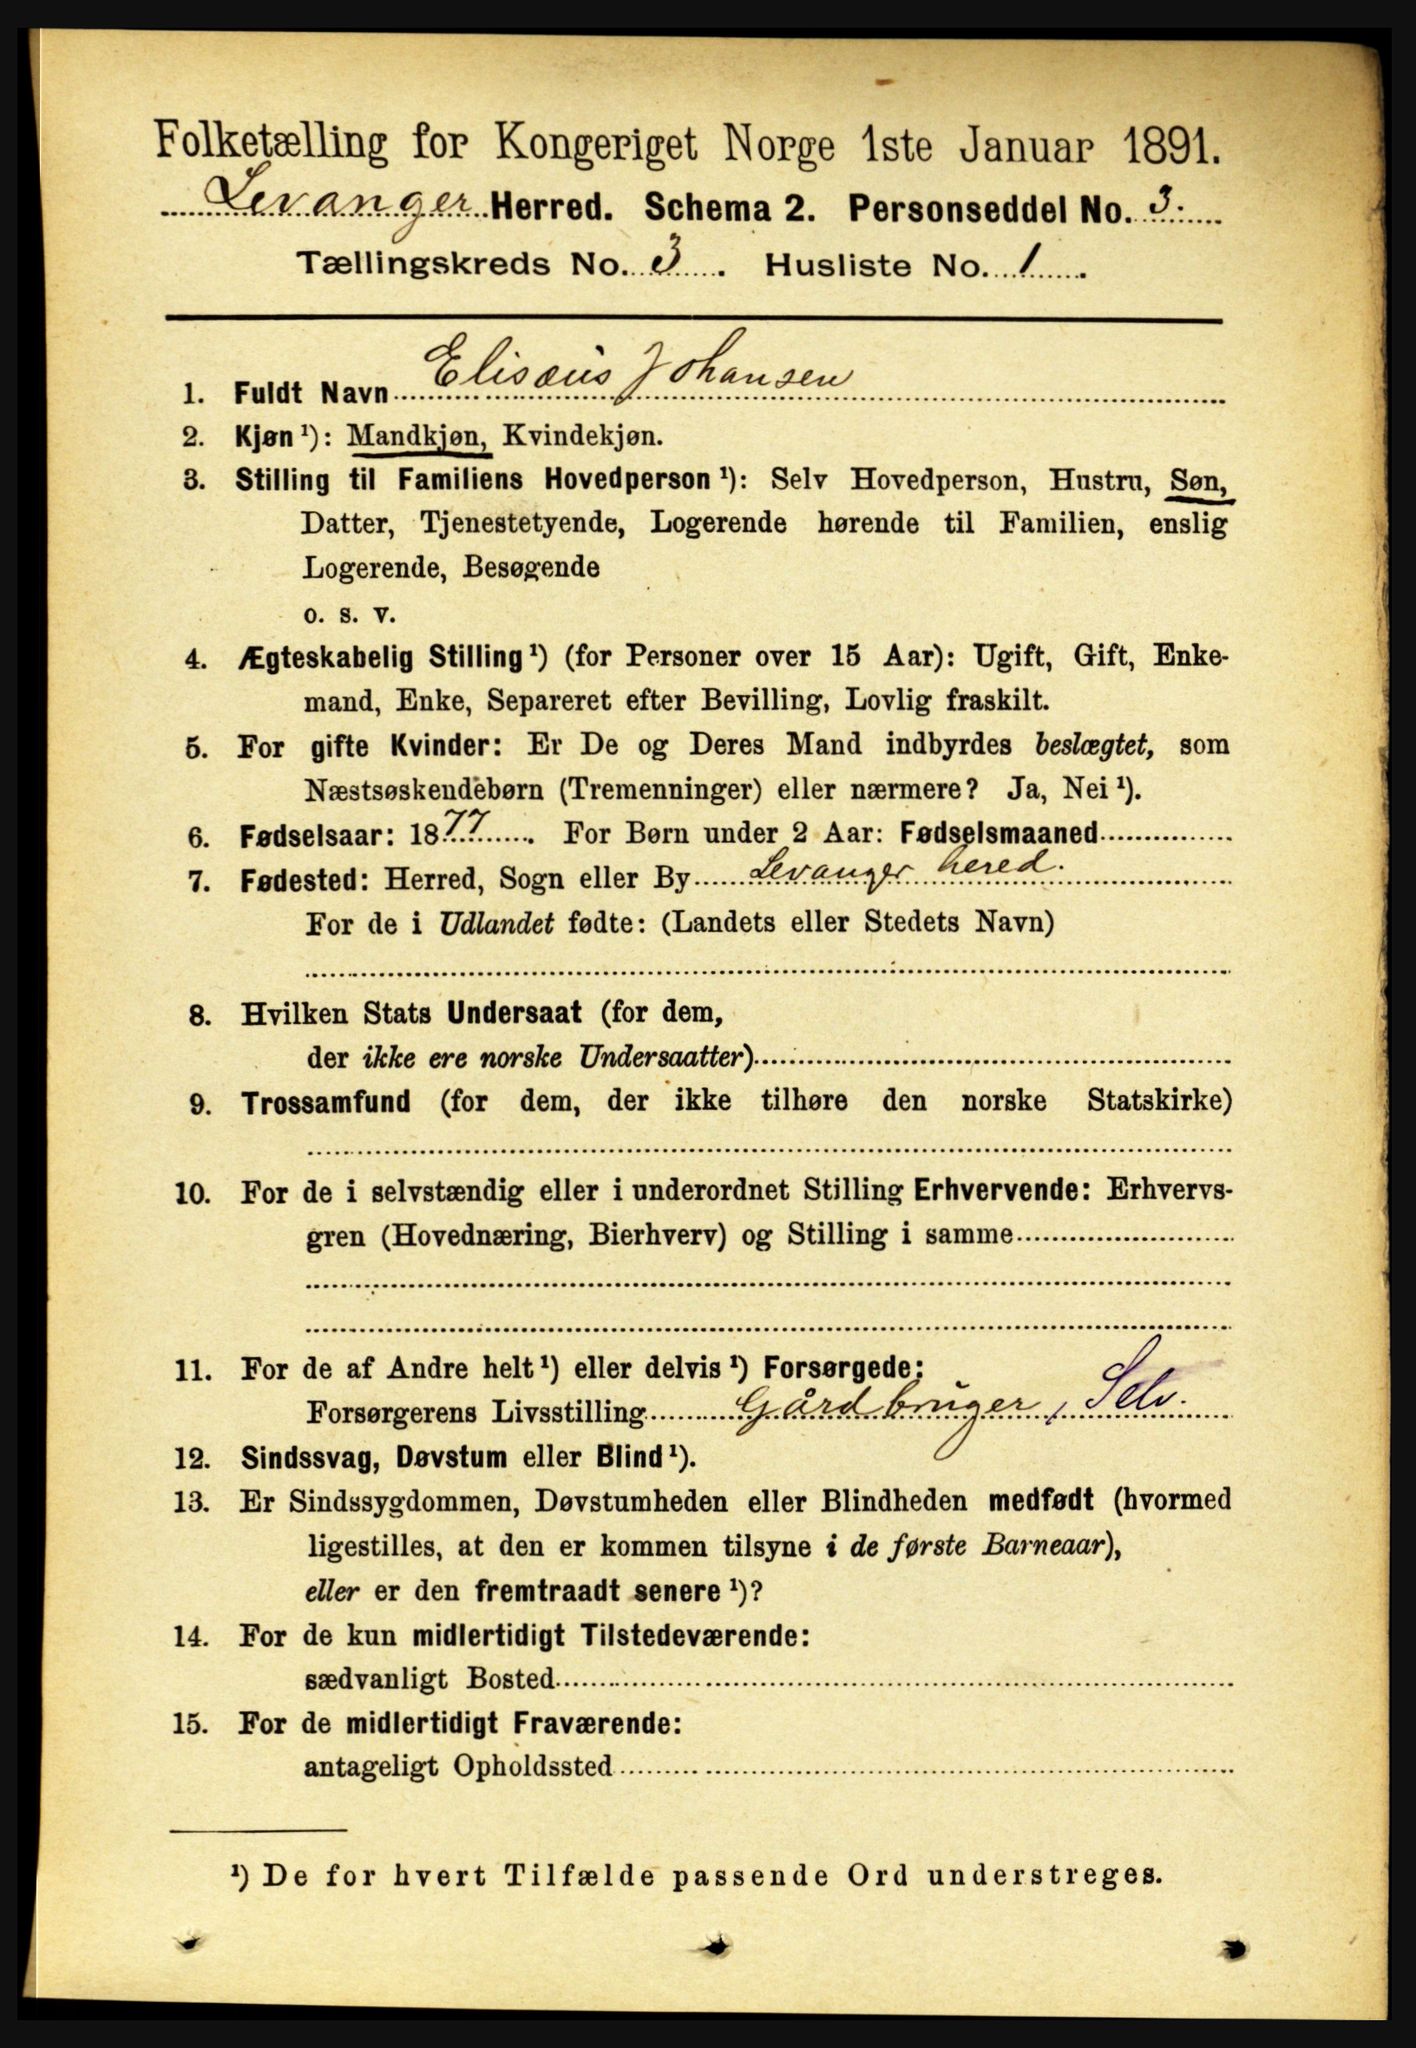 Folketælling for Kongeriget Norge 1ste Januar 1891.
Levanger Herred. Schema 2. Personseddel No. 3.
Tællingskreds No. 3. Husliste No. 1.
1. Fuldt Navn Elisæus Johansen
2. Kjøn ¹): Mandkjøn, Kvindekjøn.
3. Stilling til Familiens Hovedperson ¹): Selv Hovedperson, Hustru, Søn,
Datter, Tjenestetyende, Logerende hørende til Familien, enslig
Logerende, Besøgende
o. s. v.
4. Ægteskabelig Stilling ¹) (for Personer over 15 Aar): Ugift, Gift, Enke-
mand, Enke, Separeret efter Bevilling, Lovlig fraskilt.
5. For gifte Kvinder: Er De og Deres Mand indbyrdes beslægtet, som
Næstsøskendebørn (Tremenninger) eller nærmere? Ja, Nei ¹).
6. Fødselsaar: 1877. For Børn under 2 Aar: Fødselsmaaned
7. Fødested: Herred, Sogn eller By Levanger hered.
For de i Udlandet fødte: (Landets eller Stedets Navn)
8. Hvilken Stats Undersaat (for dem,
der ikke ere norske Undersaatter)
9. Trossamfund (for dem, der ikke tilhøre den norske Statskirke)
10. For de i selvstændig eller i underordnet Stilling Erhvervende: Erhvervs-
gren (Hovednæring, Bierhverv) og Stilling i samme
11. For de af Andre helt ¹) eller delvis ¹) Forsørgede:
Forsørgerens Livsstilling Gårdbruger, Selv.
12. Sindssvag, Døvstum eller Blind ¹).
13. Er Sindssygdommen, Døvstumheden eller Blindheden medfødt (hvormed
ligestilles, at den er kommen tilsyne i de første Barneaar),
eller er den fremtraadt senere ¹)?
14. For de kun midlertidigt Tilstedeværende:
sædvanligt Bosted
15. For de midlertidigt Fraværende:
antageligt Opholdssted
¹) De for hvert Tilfælde passende Ord understreges.